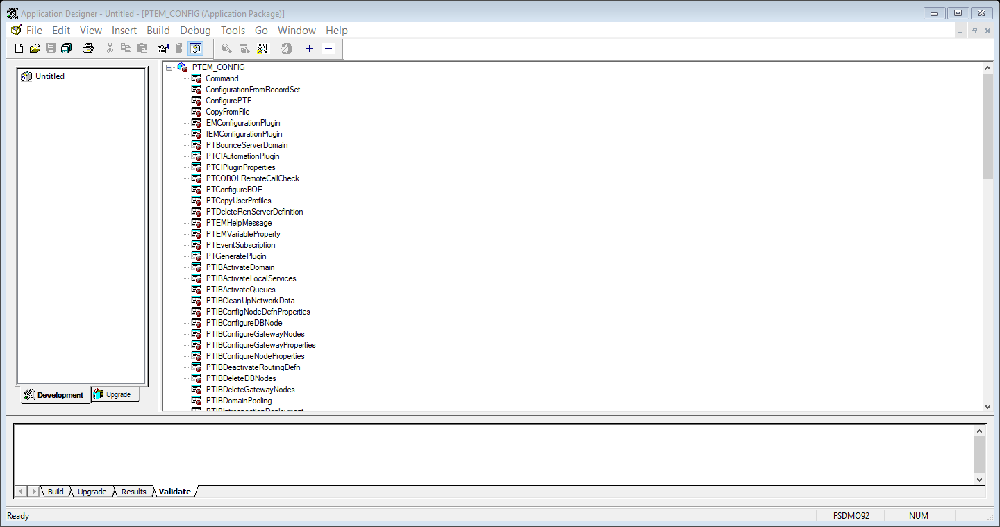 Application Designer - Untitled - [PTEM_CONFIG (Application Package)]
File Edit View Insert Build Debug Tools Go Window Help
Untitled
Development
Upgrade
PTEM_CONFIG
Command
ConfigurationFromRecordSet
ConfigurePTF
CopyFromFile
EMConfigurationPlugin
IEMConfigurationPlugin
PTBounceServerDomain
PTCIAutomationPlugin
PTCIPluginProperties
PTCOBOLRemoteCallCheck
PTConfigureBOE
PTCopyUserProfiles
PTDeleteRenServerDefinition
PTEMHelpMessage
PTEMVariableProperty
PTEventSubscription
PTGeneratePlugin
PTIBActivateDomain
PTIBActivateLocalServices
PTIBActivateQueues
PTIBCleanUpNetworkData
PTIBConfigNodeDefnProperties
PTIBConfigureDBNode
PTIBConfigureGatewayNodes
PTIBConfigureGatewayProperties
PTIBConfigureNodeProperties
PTIBDeactivateRoutingDefn
PTIBDeleteDBNodes
PTIBDeleteGatewayNodes
PTIBDomainPooling
Build Upgrade Results Validate
Ready FSDMO92 NUM